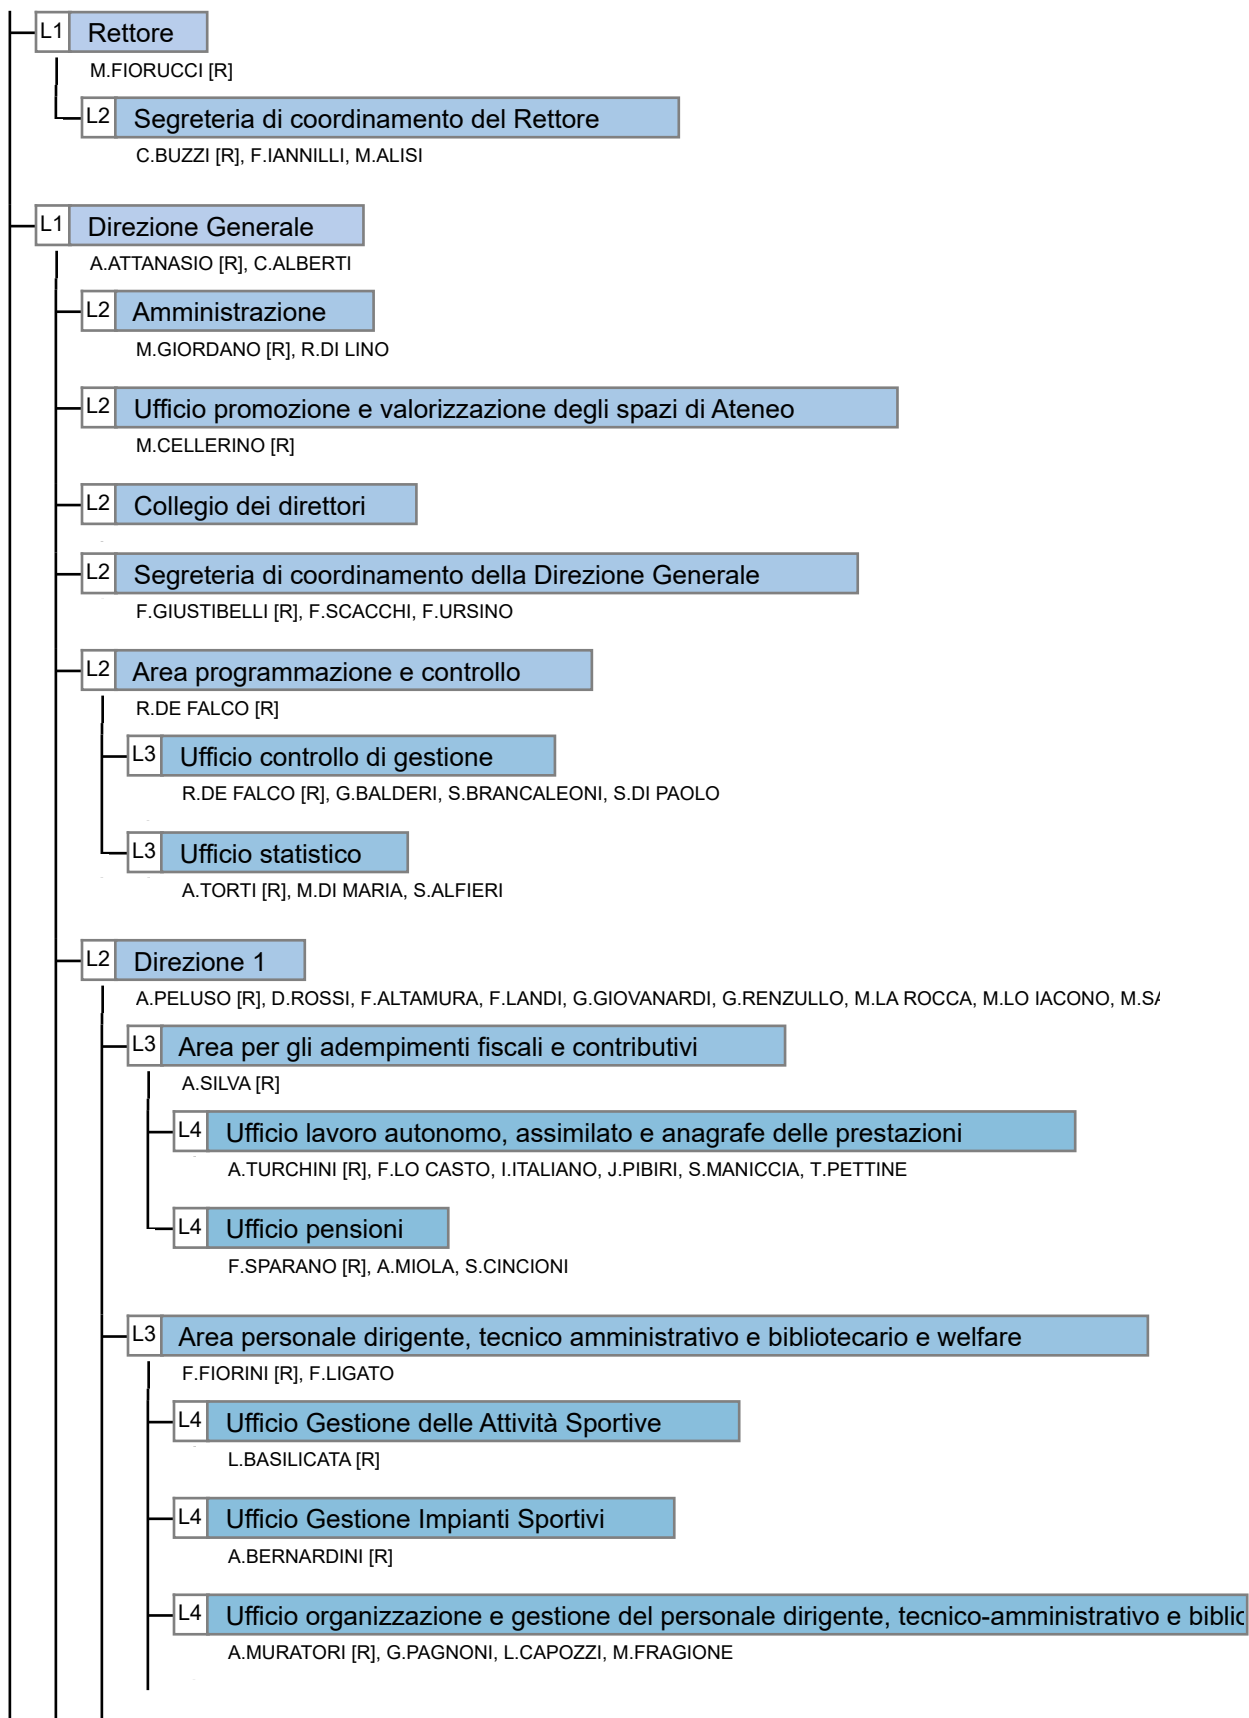 L1 Rettore
M.FIORUCCI [R]
L2 Segreteria di coordinamento del Rettore
C.BUZZI [R], F.IANNILLI, M.ALISI
L1 Direzione Generale
A.ATTANASIO [R], C.ALBERTI
L2 Amministrazione
M.GIORDANO [R], R.DI LINO
L2 Ufficio promozione e valorizzazione degli spazi di Ateneo
M.CELLERINO [R]
L2 Collegio dei direttori
L2 Segreteria di coordinamento della Direzione Generale
F.GIUSTIBELLI [R], F.SCACCHI, F.URSINO
L2 Area programmazione e controllo
R.DE FALCO [R]
L3 Ufficio controllo di gestione
R.DE FALCO [R], G.BALDERI, S.BRANCALEONI, S.DI PAOLO
L3 Ufficio statistico
A.TORTI [R], M.DI MARIA, S.ALFIERI
L2 Direzione 1
A.PELUSO [R], D.ROSSI, F.ALTAMURA, F.LANDI, G.GIOVANARDI, G.RENZULLO, M.LA ROCCA, M.LO IACONO,
L3 Area per gli adempimenti fiscali e contributivi
A.SILVA [R]
L4 Ufficio lavoro autonomo, assimilato e anagrafe delle prestazioni
A.TURCHINI [R], F.LO CASTO, I.ITALIANO, J.PIBIRI, S.MANICCIA, T.PETTINE
L4 Ufficio pensioni
F.SPARANO [R], A.MIOLA, S.CINCIONI
L3 Area personale dirigente, tecnico amministrativo e bibliotecario e welfare
F.FIORINI [R], F.LIGATO
L4 Ufficio Gestione delle Attività Sportive
L.BASILICATA [R]
L4 Ufficio Gestione Impianti Sportivi
A.BERNARDINI [R]
L4 Ufficio organizzazione e gestione del personale dirigente, tecnico-amministrativo e
A.MURATORI [R], G.PAGNONI, L.CAPOZZI, M.FRAGIONE